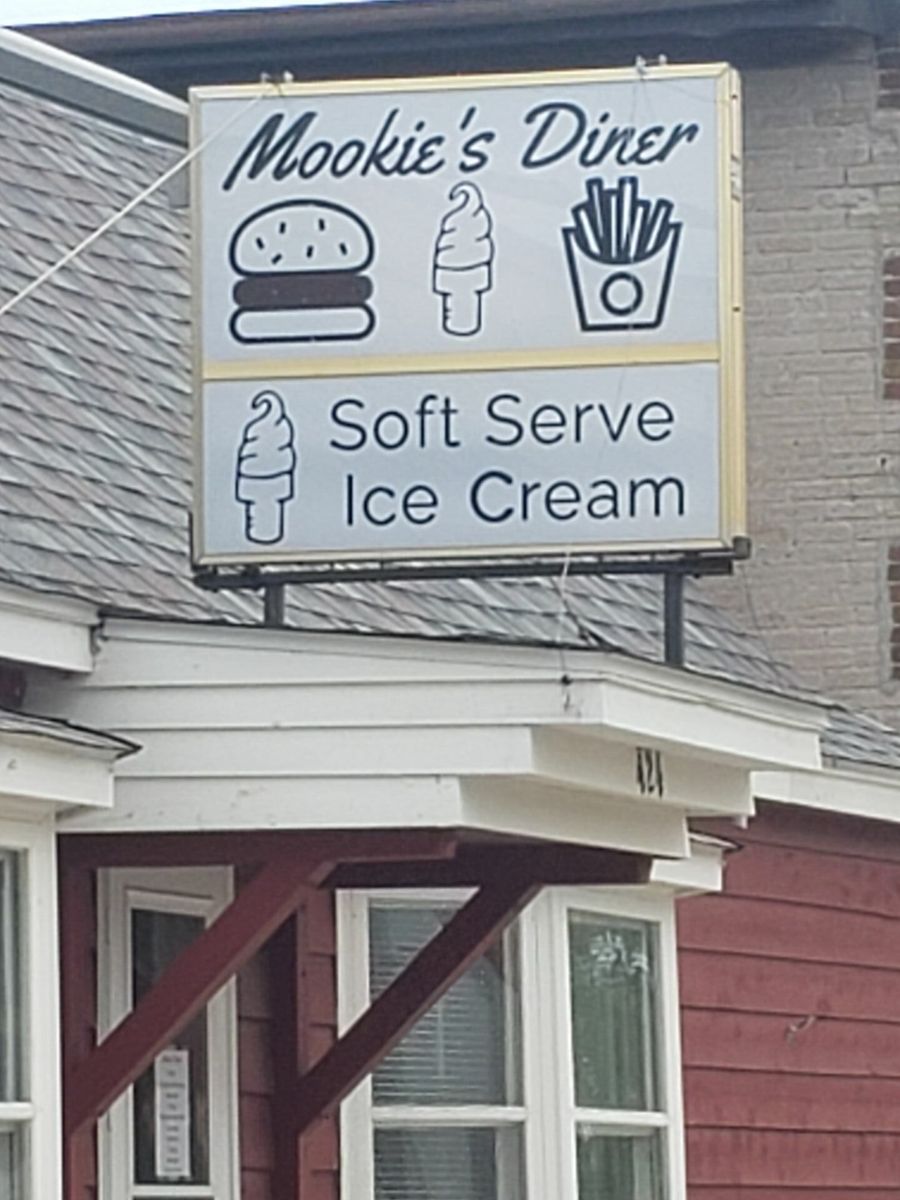 Mookie's Diner
Soft Serve
Ice Cream
424